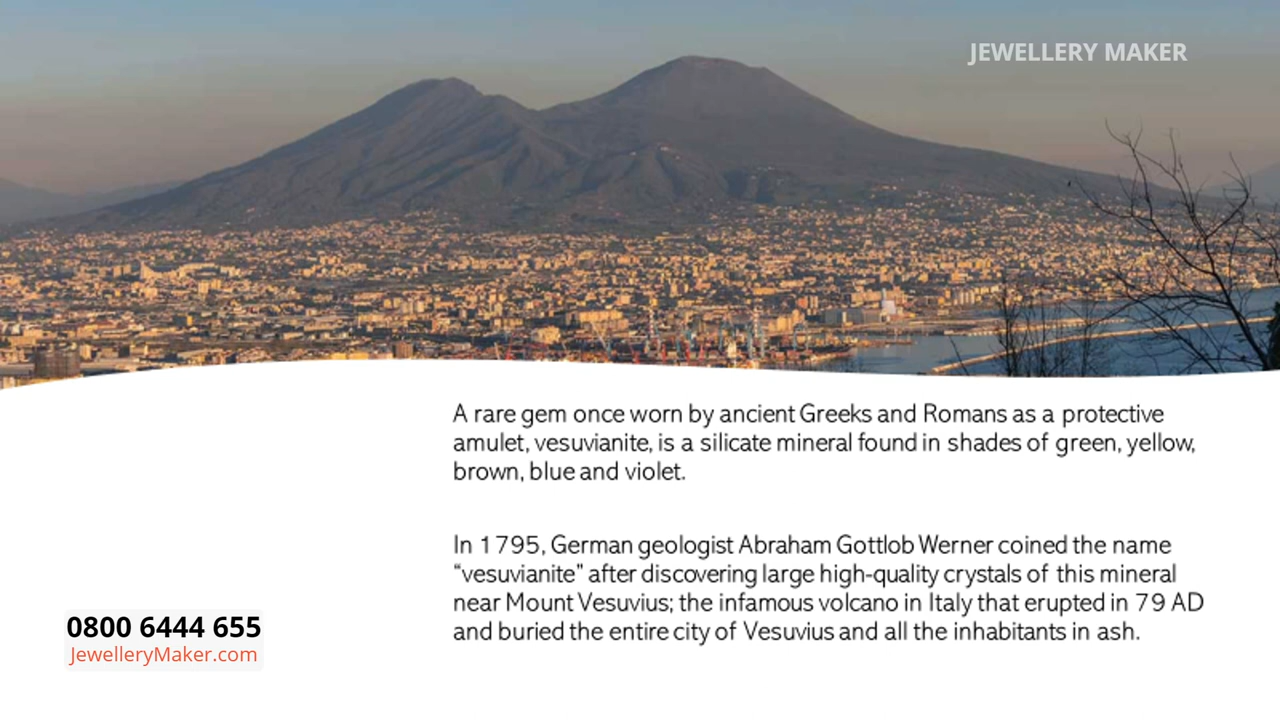 JEWELLERY MAKER
A rare gem once worn by ancient Greeks and Romans as a protective
amulet, vesuvianite, is a silicate mineral found in shades of green, yellow,
brown, blue and violet.
In 1795, German geologist Abraham Gottlob Werner coined the name
“vesuvianite” after discovering large high-quality crystals of this mineral
near Mount Vesuvius; the infamous volcano in Italy that erupted in 79 AD
and buried the entire city of Vesuvius and all the inhabitants in ash.
0800 6444 655
JewelleryMaker.com